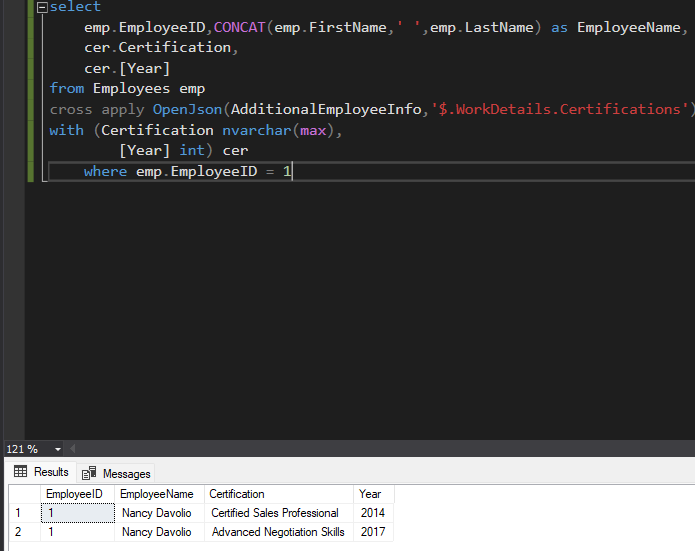 select
emp.EmployeeID,CONCAT(emp.FirstName,' ',emp.LastName) as EmployeeName,
cer.Certification,
cer.[Year]
from Employees emp
cross apply OpenJson(AdditionalEmployeeInfo,'$.WorkDetails.Certifications')
with (Certification nvarchar(max),
[Year] int) cer
where emp.EmployeeID = 1
121 %
Results Messages
EmployeeID EmployeeName Certification Year
1 1 Nancy Davolio Certified Sales Professional 2014
2 1 Nancy Davolio Advanced Negotiation Skills 2017